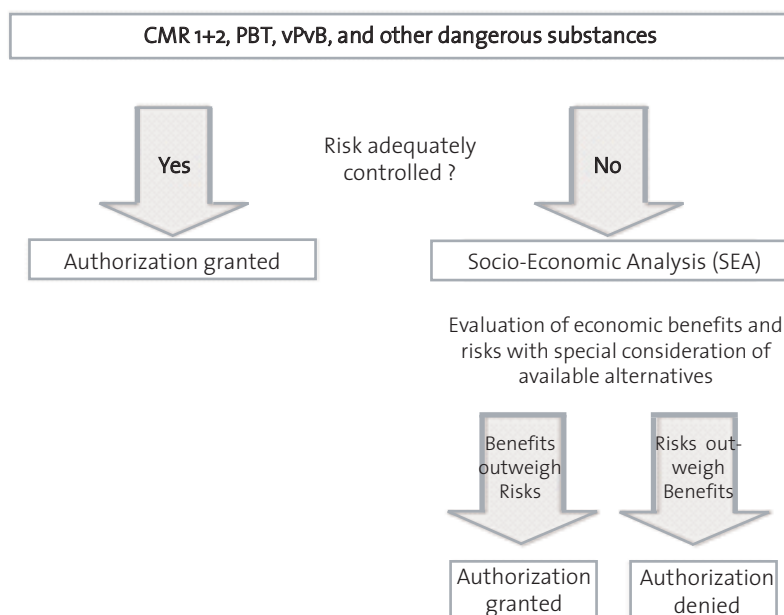 CMR 1+2, PBT, vPvB, and other dangerous substances
Yes
Risk adequately
controlled ?
No
Authorization granted
Socio-Economic Analysis (SEA)
Evaluation of economic benefits and
risks with special consideration of
available alternatives
Benefits
outweigh
Risks
Risks out-
weigh
Benefits
Authorization
granted
Authorization
denied